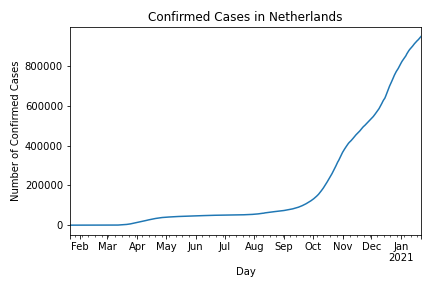 Confirmed Cases in Netherlands
Number of Confirmed Cases
800000
600000
400000
200000
0
Feb Mar Apr May Jun Jul Aug Sep Oct Nov Dec Jan
2021
Day